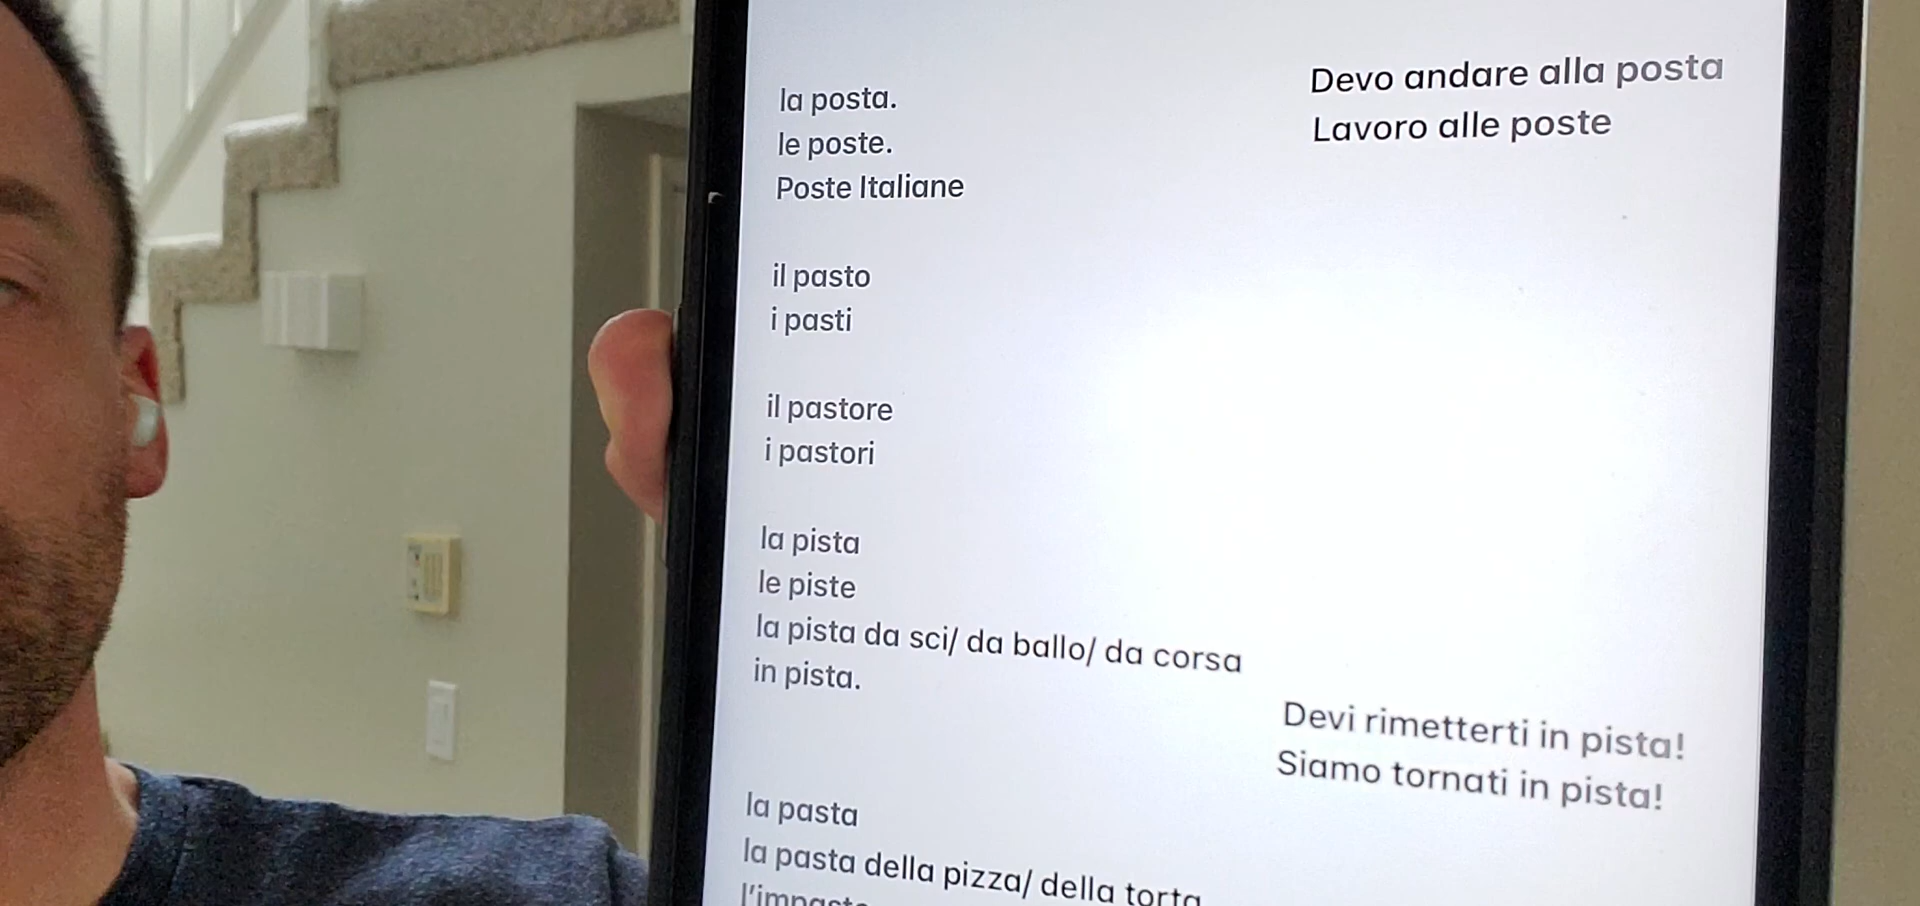 la posta.
le poste.
Poste Italiane
Devo andare alla posta
Lavoro alle poste
il pasto
i pasti
il pastore
i pastori
la pista
le piste
la pista da sci/ da ballo/ da corsa
in pista.
Devi rimetterti in pista!
Siamo tornati in pista!
la pasta
la pasta della pizza/ della torta